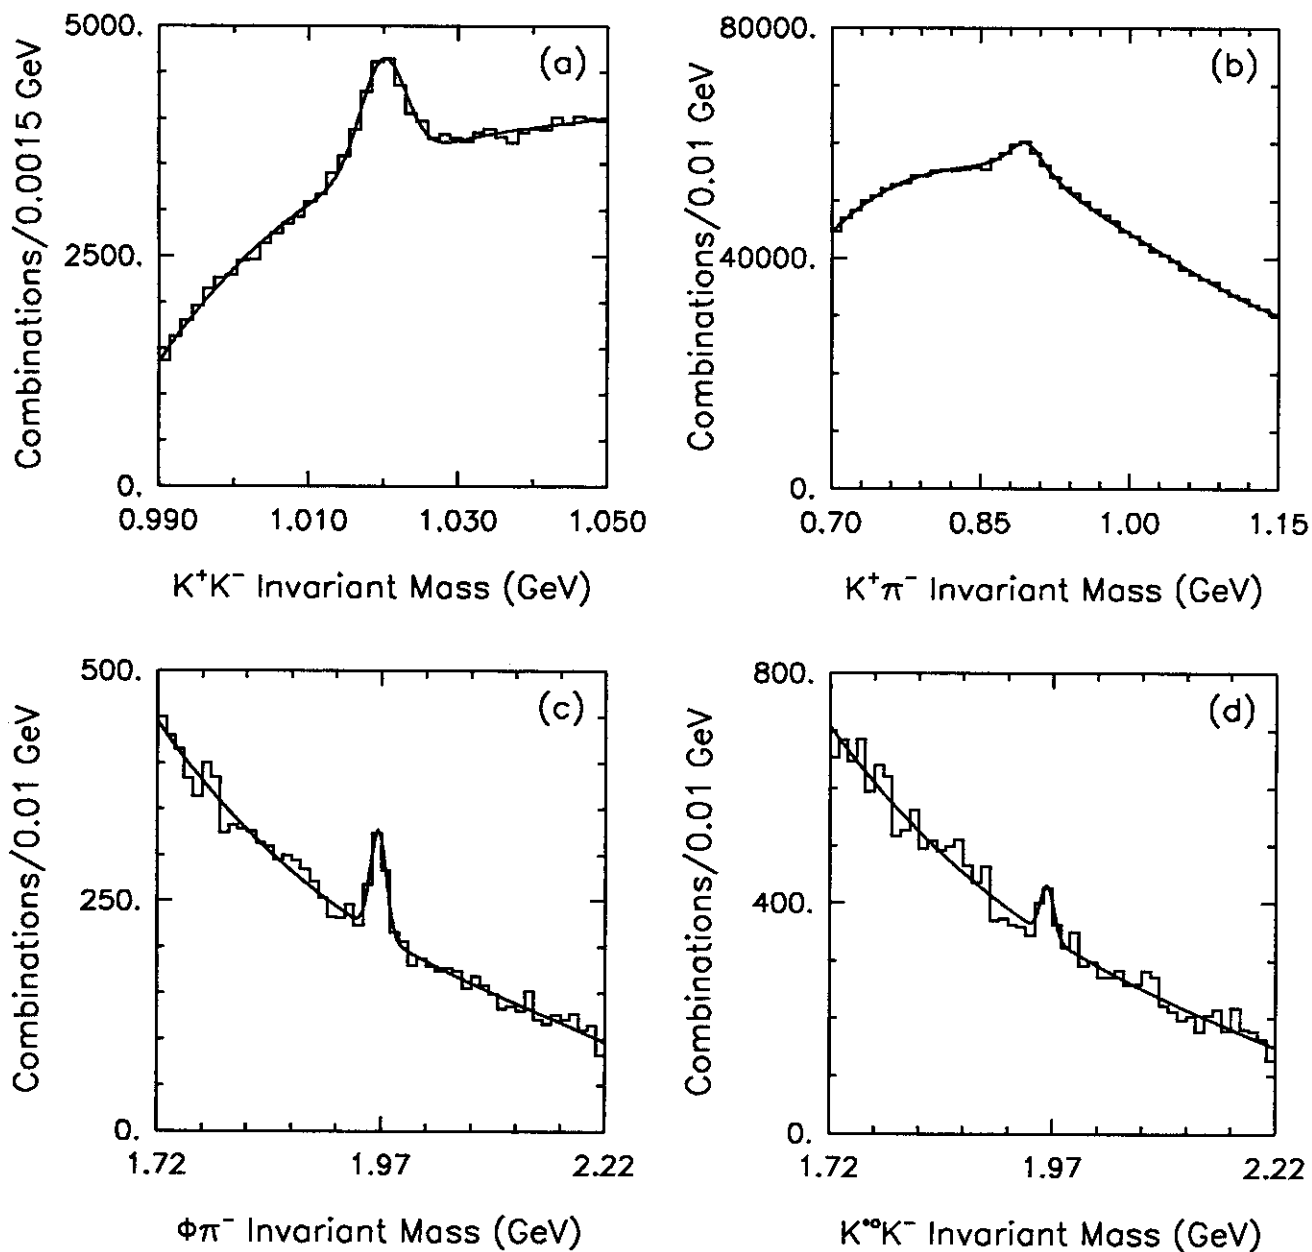 Combinations/0.0015 GeV
5000.
2500.
0.
(a)
0.990 1.010 1.030 1.050
K⁺K⁻ Invariant Mass (GeV)
Combinations/0.01 GeV
80000.
40000.
0.
(b)
0.70 0.85 1.00 1.15
K⁺π⁻ Invariant Mass (GeV)
Combinations/0.01 GeV
500.
250.
0.
(c)
1.72 1.97 2.22
Φπ⁻ Invariant Mass (GeV)
Combinations/0.01 GeV
800.
400.
0.
(d)
1.72 1.97 2.22
K*⁰K⁻ Invariant Mass (GeV)